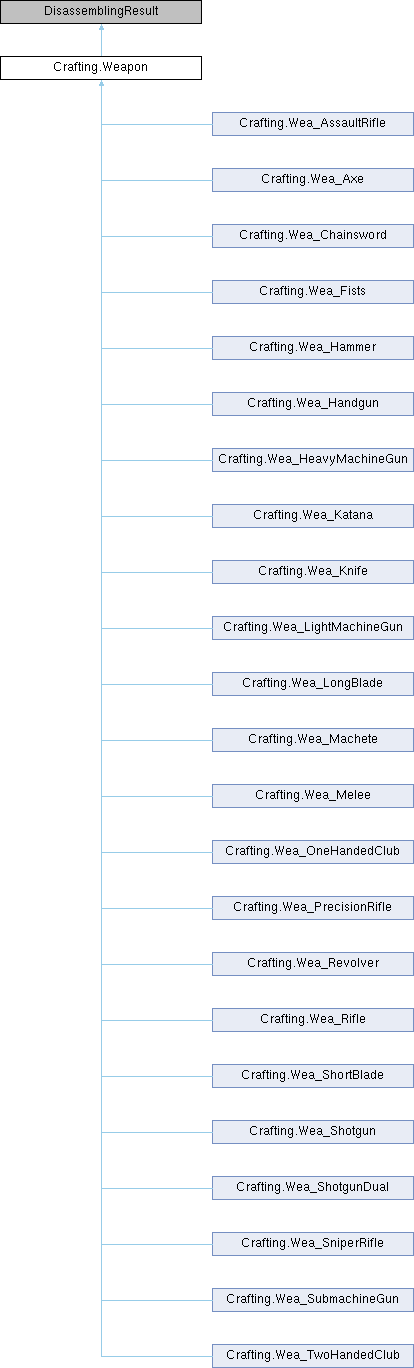 DisassemblingResult
Crafting.Weapon
Crafting.Wea_AssaultRifle
Crafting.Wea_Axe
Crafting.Wea_Chainsword
Crafting.Wea_Fists
Crafting.Wea_Hammer
Crafting.Wea_Handgun
Crafting.Wea_HeavyMachineGun
Crafting.Wea_Katana
Crafting.Wea_Knife
Crafting.Wea_LightMachineGun
Crafting.Wea_LongBlade
Crafting.Wea_Machete
Crafting.Wea_Melee
Crafting.Wea_OneHandedClub
Crafting.Wea_PrecisionRifle
Crafting.Wea_Revolver
Crafting.Wea_Rifle
Crafting.Wea_ShortBlade
Crafting.Wea_Shotgun
Crafting.Wea_ShotgunDual
Crafting.Wea_SniperRifle
Crafting.Wea_SubmachineGun
Crafting.Wea_TwoHandedClub